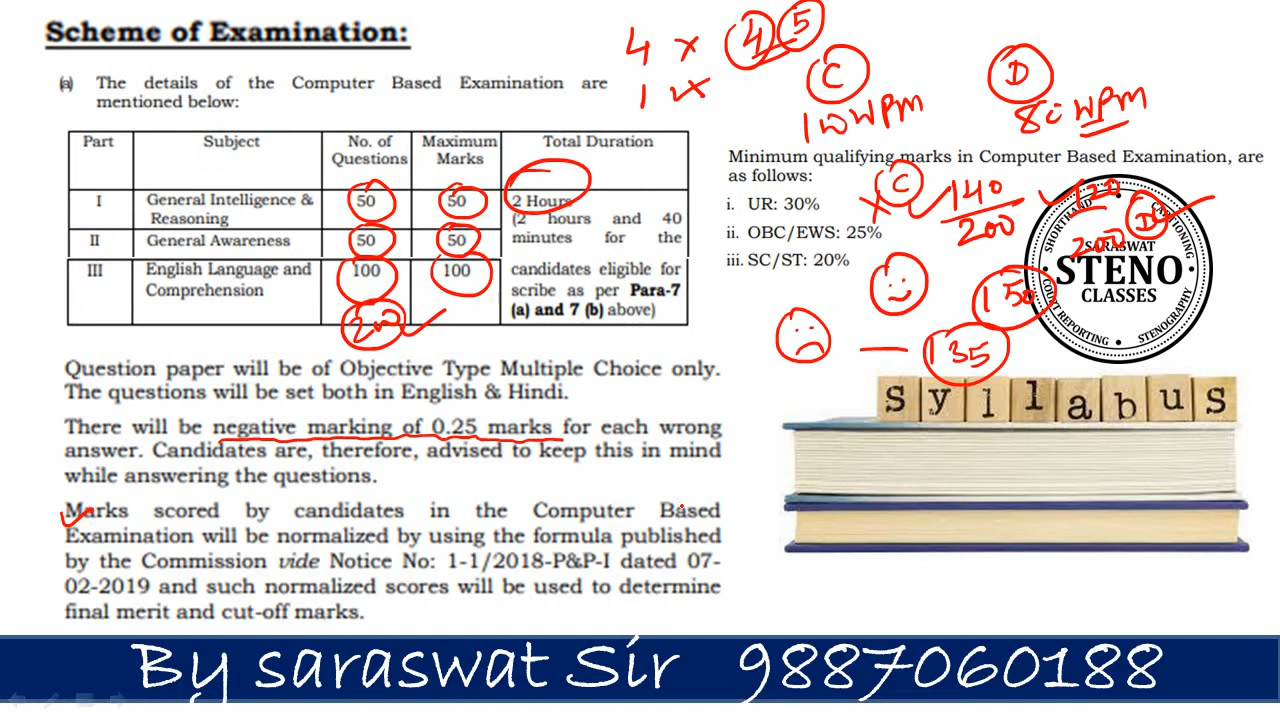 Scheme of Examination:
(a) The details of the Computer Based Examination are
mentioned below:
Part Subject No. of Questions Maximum Marks Total Duration
I General Intelligence & Reasoning 50 50 2 Hours
(2 hours and 40 minutes for the
II General Awareness 50 50
III English Language and Comprehension 100 100 candidates eligible for
scribe as per Para-7
(a) and 7 (b) above)
200
Question paper will be of Objective Type Multiple Choice only.
The questions will be set both in English & Hindi.
There will be negative marking of 0.25 marks for each wrong
answer. Candidates are, therefore, advised to keep this in mind
while answering the questions.
Marks scored by candidates in the Computer Based
Examination will be normalized by using the formula published
by the Commission vide Notice No: 1-1/2018-P&P-I dated 07-
02-2019 and such normalized scores will be used to determine
final merit and cut-off marks.
4 x 4 5
1
C
D
100 WPM
80 WPM
Minimum qualifying marks in Computer Based Examination, are
as follows:
i. UR: 30%
ii. OBC/EWS: 25%
iii. SC/ST: 20%
C
140
200
120
200
D
150
135
SHORTHAND
CAPTIONING
SARASWAT
STENO
CLASSES
COURT REPORTING
STENOGRAPHY
syllabus
By saraswat Sir 9887060188